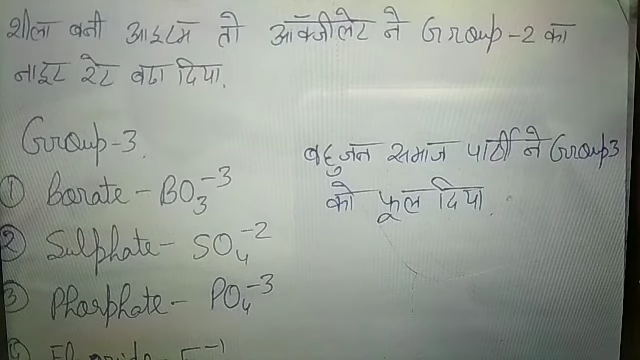 शीला बनी आइटम तो ऑक्जीलेट ने Group-2 का
नाइट रेट बढा दिया.
Group-3.
बहुजन समाज पार्टी ने Group3
को फूल दिया.
① Borate - BO₃⁻³
② Sulphate - SO₄⁻²
③ Phosphate - PO₄⁻³